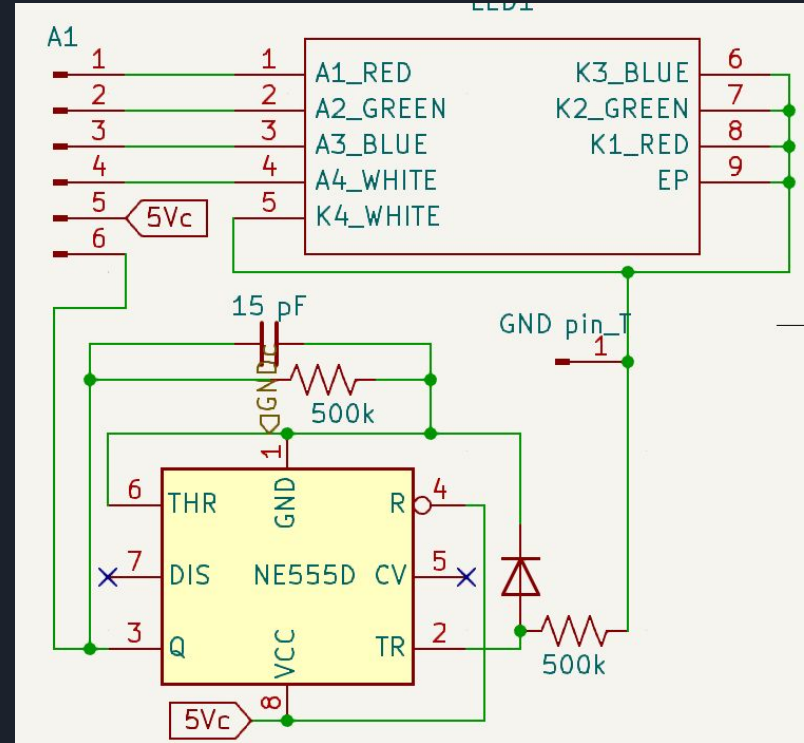 LED1
A1
1 1 A1_RED K3_BLUE 6
2 2 A2_GREEN K2_GREEN 7
3 3 A3_BLUE K1_RED 8
4 4 A4_WHITE EP 9
5 5Vc 5 K4_WHITE
6
15 pF
GND pin_T
1
GNDc
500k
1
6 THR GND R 4
7 DIS NE555D CV 5
3 Q VCC TR 2
500k
8
5Vc